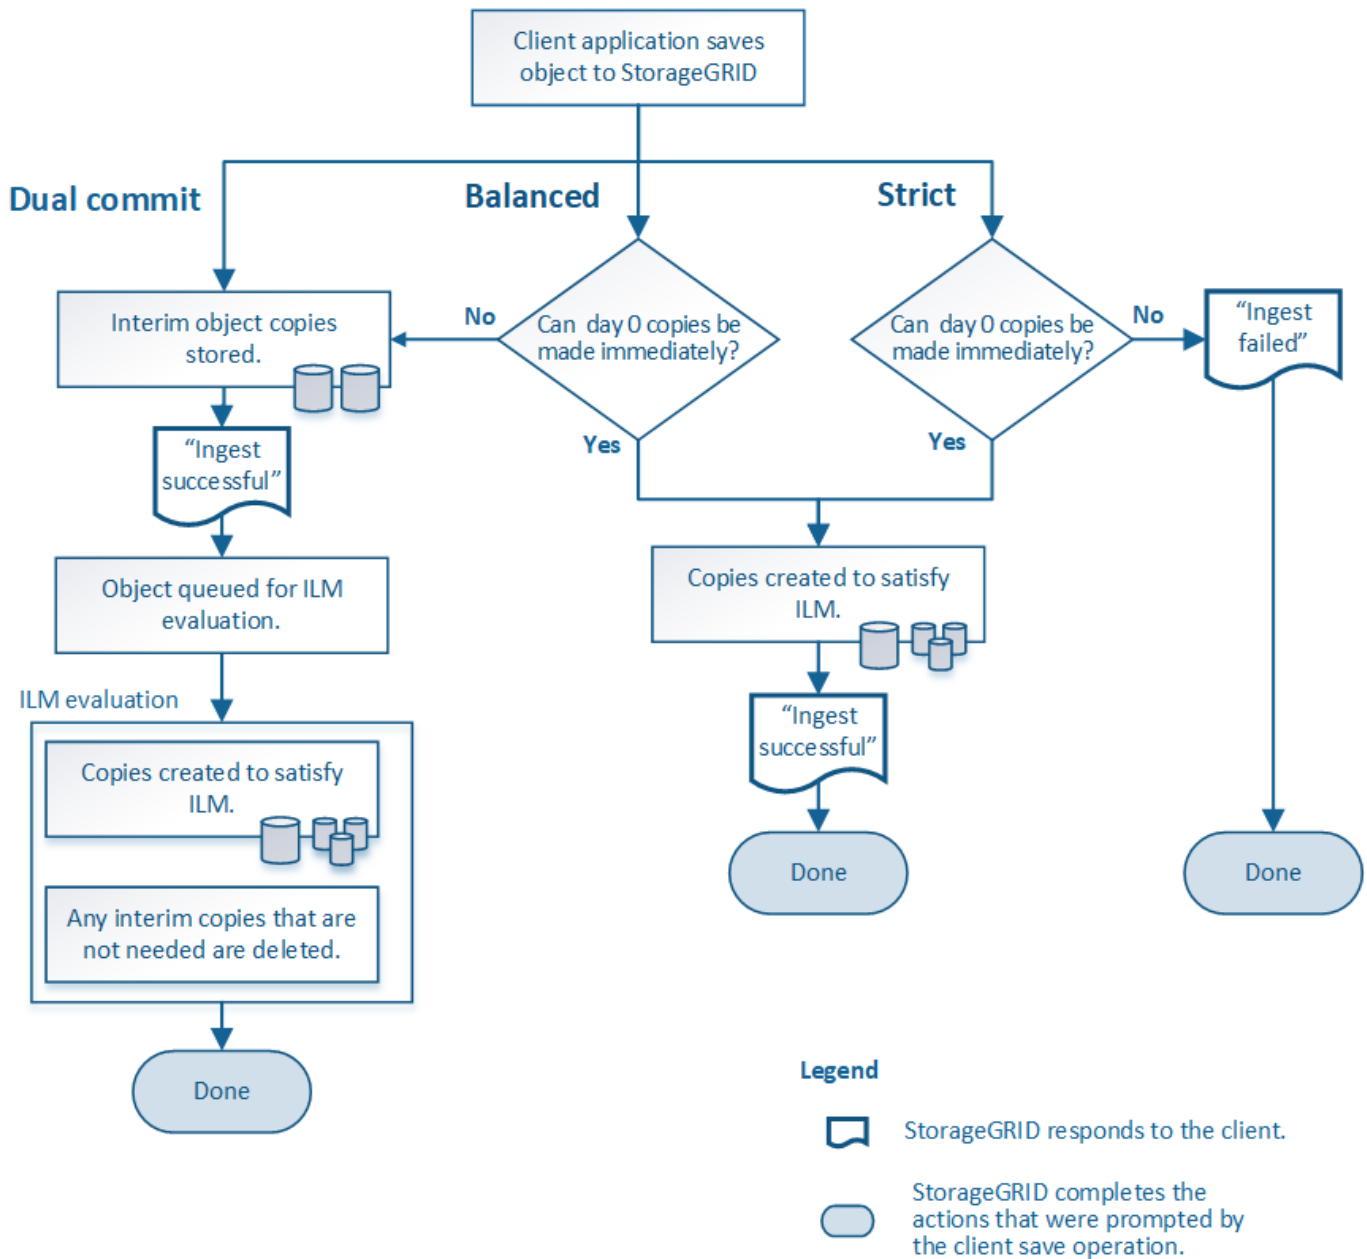 Client application saves
object to StorageGRID
Dual commit
Balanced
Strict
Interim object copies
stored.
No
Can day 0 copies be
made immediately?
Yes
Can day 0 copies be
made immediately?
No
Yes
“Ingest
failed”
“Ingest
successful”
Object queued for ILM
evaluation.
Copies created to satisfy
ILM.
ILM evaluation
Copies created to satisfy
ILM.
Any interim copies that are
not needed are deleted.
Done
“Ingest
successful”
Done
Done
Legend
StorageGRID responds to the client.
StorageGRID completes the
actions that were prompted by
the client save operation.